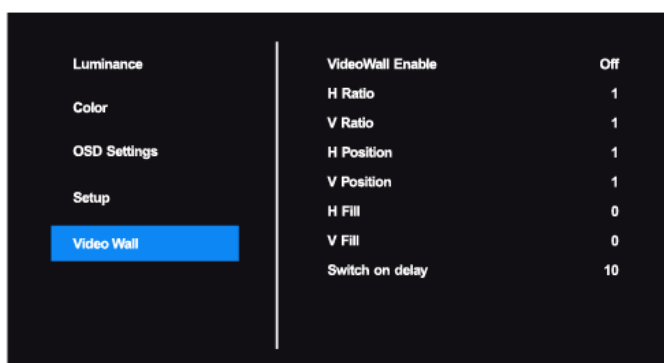 Luminance
Color
OSD Settings
Setup
Video Wall
VideoWall Enable Off
H Ratio 1
V Ratio 1
H Position 1
V Position 1
H Fill 0
V Fill 0
Switch on delay 10